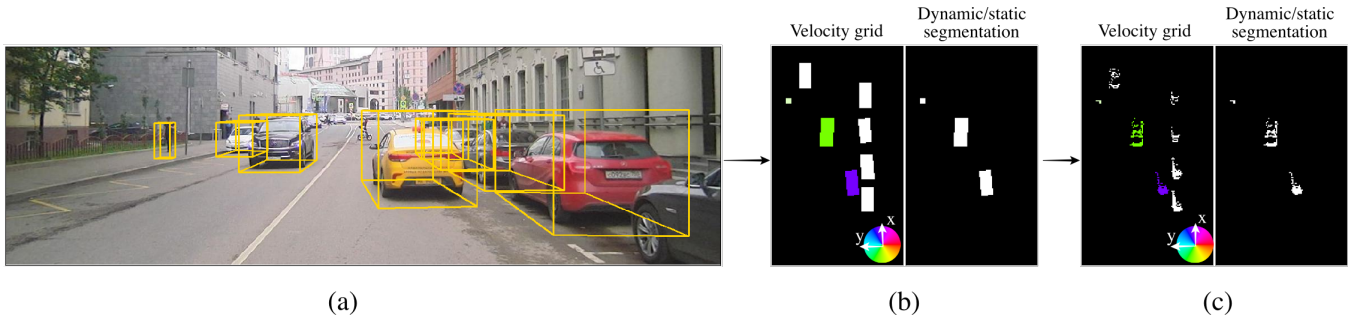 Velocity grid
Dynamic/static
segmentation
Velocity grid
Dynamic/static
segmentation
x
y
x
y
(a)
(b)
(c)